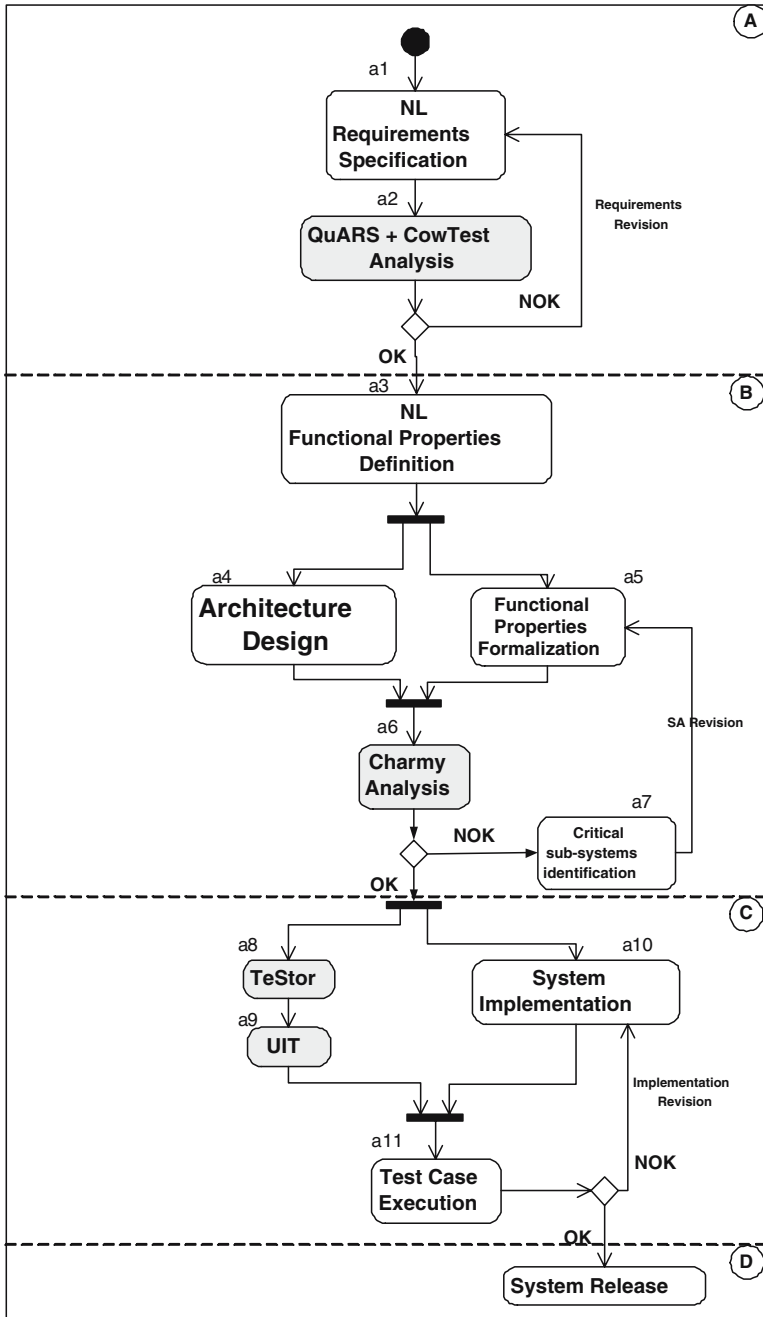 A
a1
NL
Requirements
Specification
a2
Requirements
Revision
QuARS + CowTest
Analysis
NOK
OK
a3
B
NL
Functional Properties
Definition
a4
a5
Architecture
Design
Functional
Properties
Formalization
SA Revision
a6
Charmy
Analysis
a7
NOK
Critical
sub-systems
identification
OK
C
a8
a10
TeStor
System
Implementation
a9
UIT
Implementation
Revision
a11
Test Case
Execution
NOK
OK
D
System Release